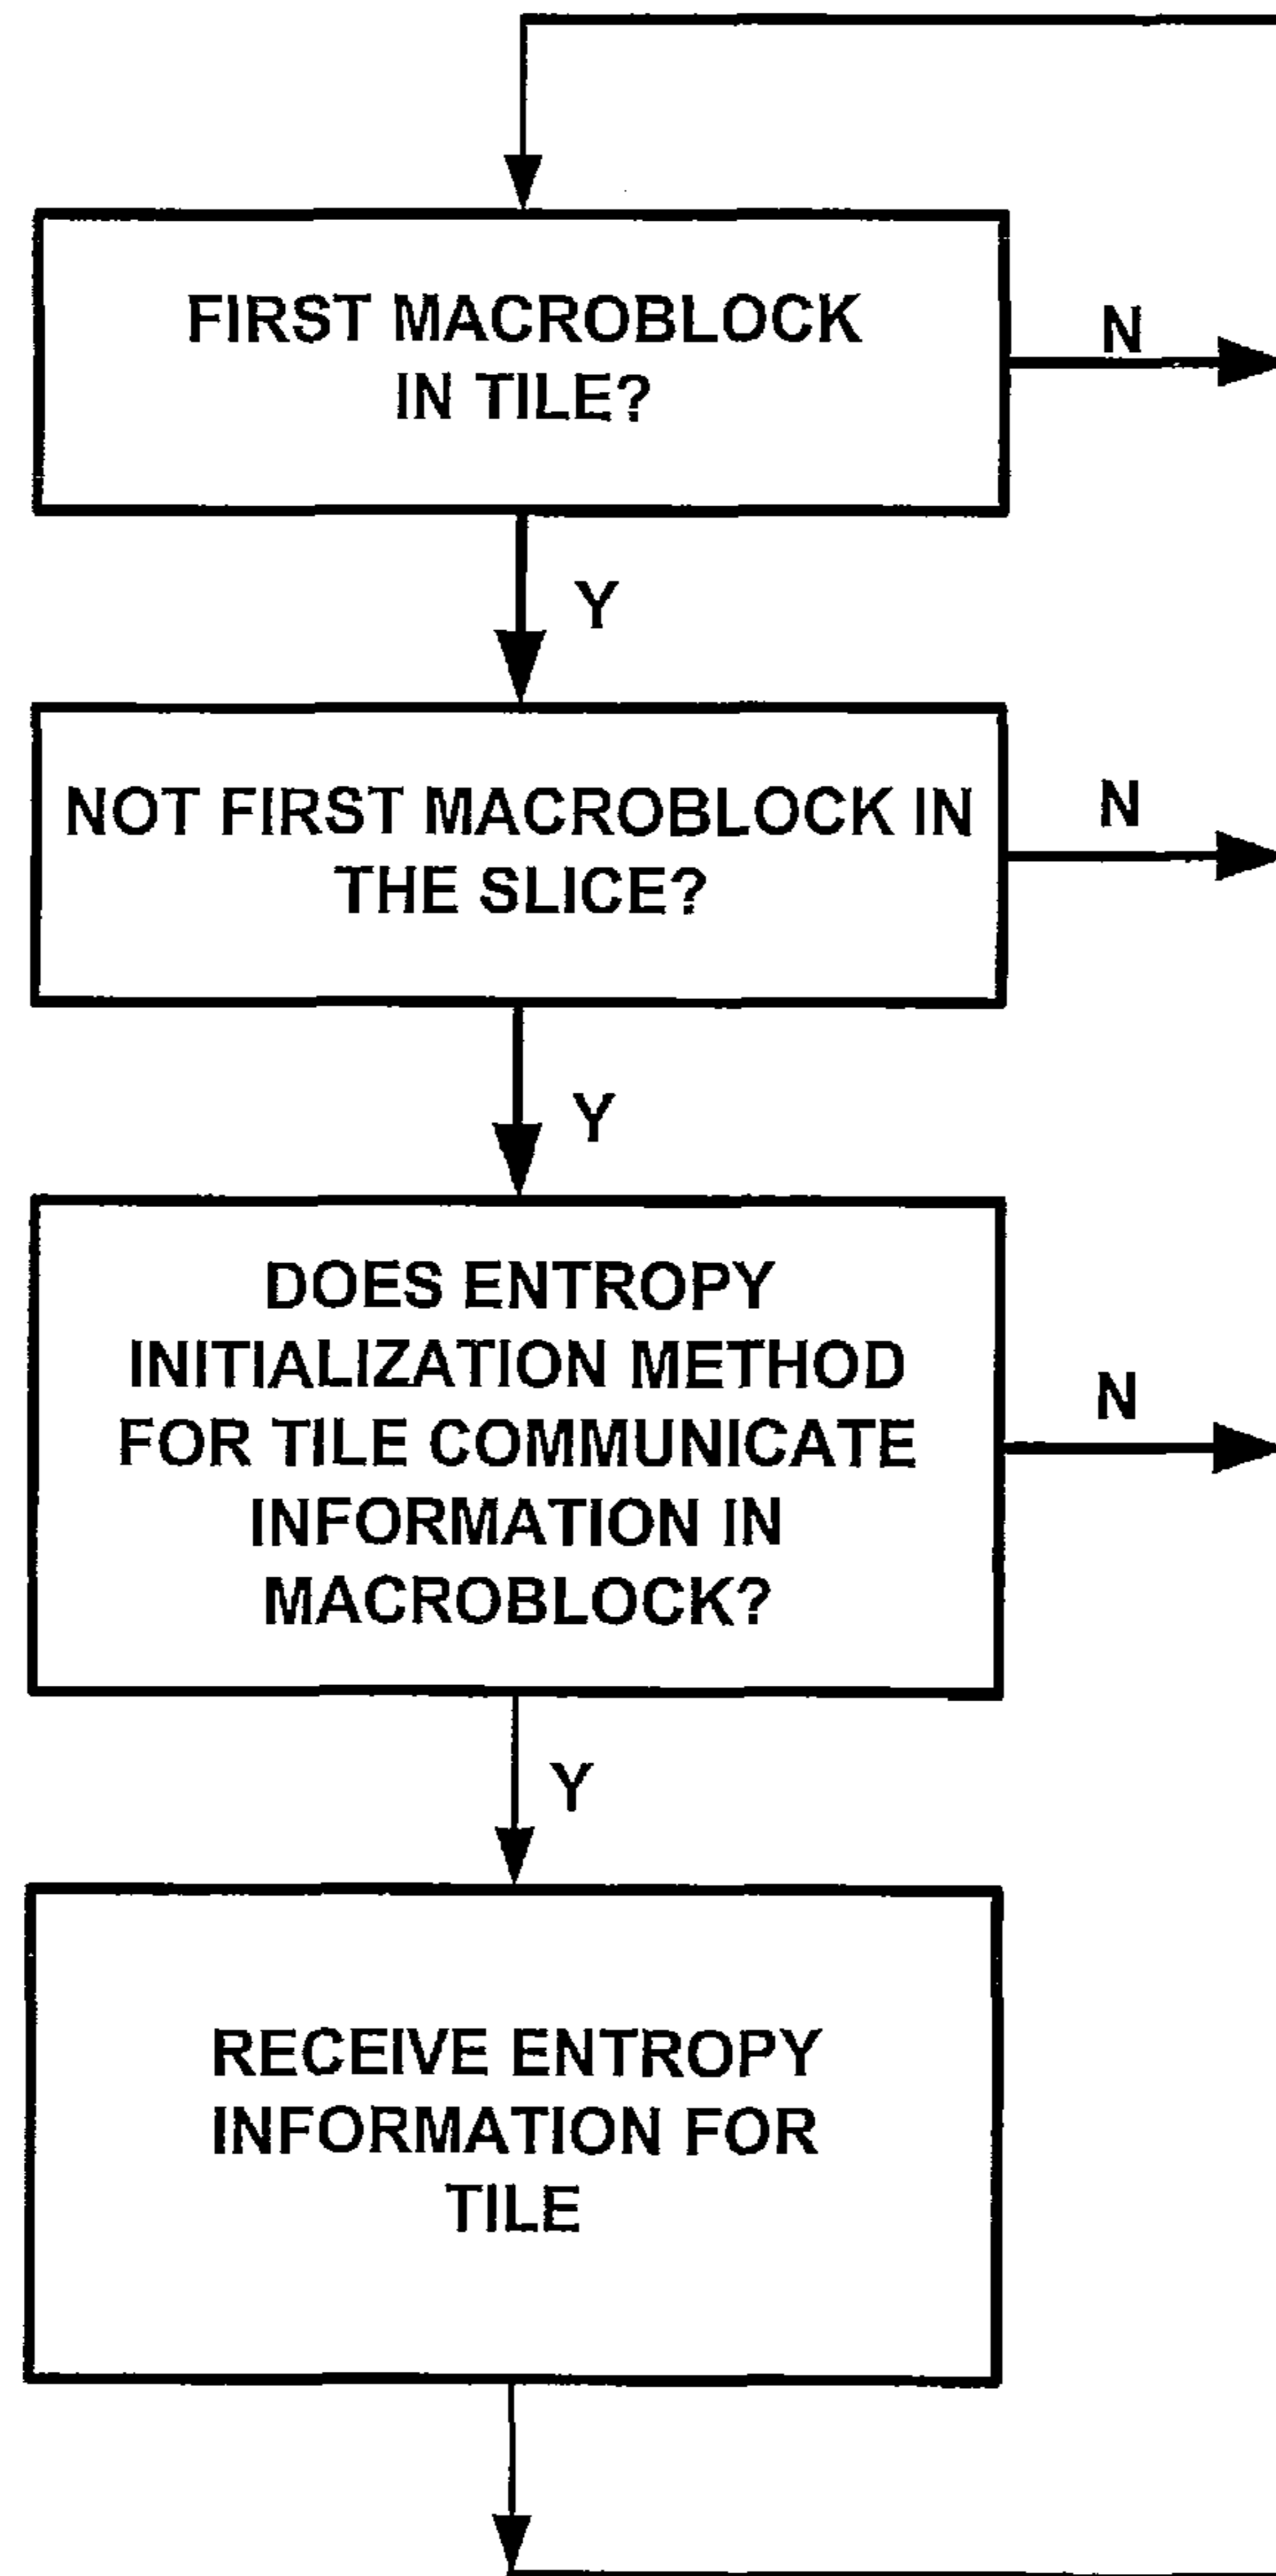 FIRST MACROBLOCK
IN TILE?
N
Y
NOT FIRST MACROBLOCK IN
THE SLICE?
N
Y
DOES ENTROPY
INITIALIZATION METHOD
FOR TILE COMMUNICATE
INFORMATION IN
MACROBLOCK?
N
Y
RECEIVE ENTROPY
INFORMATION FOR
TILE